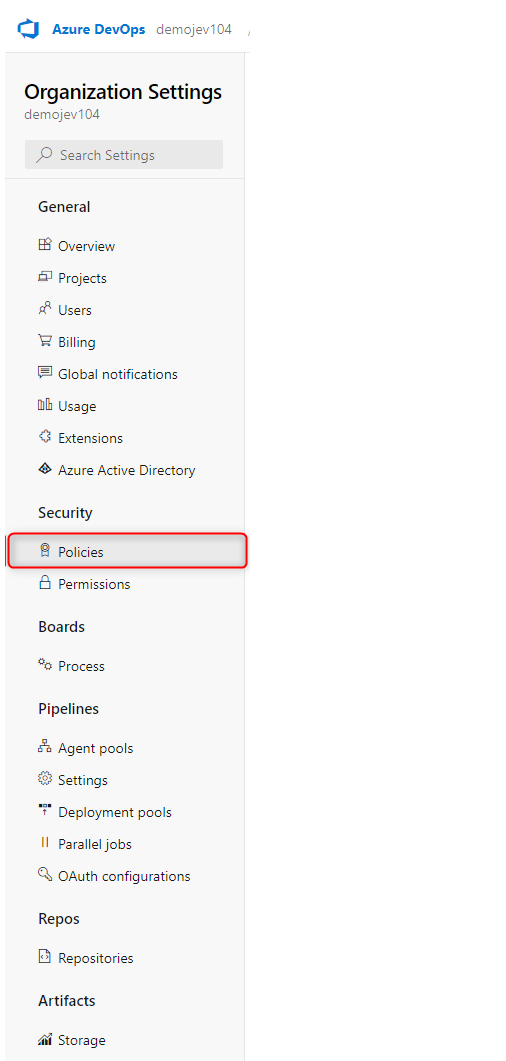 Azure DevOps demojev104 /
Organization Settings
demojev104
Search Settings
General
Overview
Projects
Users
Billing
Global notifications
Usage
Extensions
Azure Active Directory
Security
Policies
Permissions
Boards
Process
Pipelines
Agent pools
Settings
Deployment pools
Parallel jobs
OAuth configurations
Repos
Repositories
Artifacts
Storage